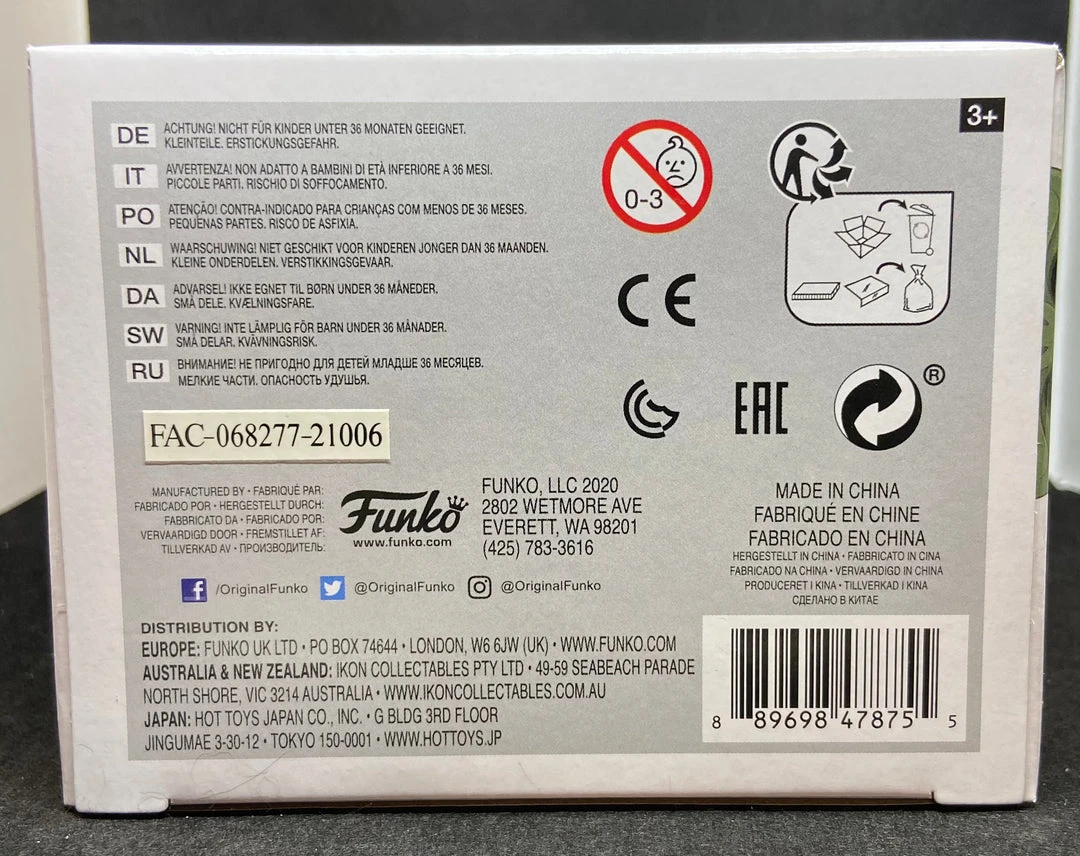 3+
DE ACHTUNG! NICHT FÜR KINDER UNTER 36 MONATEN GEEIGNET.
KLEINTEILE. ERSTICKUNGSGEFAHR.
IT AVVERTENZA! NON ADATTO A BAMBINI DI ETÀ INFERIORE A 36 MESI.
PICCOLE PARTI. RISCHIO DI SOFFOCAMENTO.
PO ATENÇÃO! CONTRA-INDICADO PARA CRIANÇAS COM MENOS DE 36 MESES.
PEQUENAS PARTES. RISCO DE ASFIXIA.
NL WAARSCHUWING! NIET GESCHIKT VOOR KINDEREN JONGER DAN 36 MAANDEN.
KLEINE ONDERDELEN. VERSTIKKINGSGEVAAR.
DA ADVARSEL! IKKE EGNET TIL BØRN UNDER 36 MÅNEDER.
SMÅ DELE. KVÆLNINGSFARE.
SW VARNING! INTE LÄMPLIG FÖR BARN UNDER 36 MÅNADER.
SMÅ DELAR. KVÄVNINGSRISK.
RU ВНИМАНИЕ! НЕ ПРИГОДНО ДЛЯ ДЕТЕЙ МЛАДШЕ 36 МЕСЯЦЕВ.
МЕЛКИЕ ЧАСТИ. ОПАСНОСТЬ УДУШЬЯ.
0-3
CE
EAC
®
FAC-068277-21006
MANUFACTURED BY • FABRIQUÉ PAR:
FABRICADO POR • HERGESTELLT DURCH:
FABBRICATO DA • FABRICADO POR:
VERVAARDIGD DOOR • FREMSTILLET AF:
TILLVERKAD AV • ПРОИЗВОДИТЕЛЬ:
Funko
www.funko.com
FUNKO, LLC 2020
2802 WETMORE AVE
EVERETT, WA 98201
(425) 783-3616
MADE IN CHINA
FABRIQUÉ EN CHINE
FABRICADO EN CHINA
HERGESTELLT IN CHINA • FABBRICATO IN CINA
FABRICADO NA CHINA • VERVAARDIGD IN CHINA
PRODUCERET I KINA • TILLVERKAD I KINA
СДЕЛАНО В КИТАЕ
f /OriginalFunko @OriginalFunko @OriginalFunko
DISTRIBUTION BY:
EUROPE: FUNKO UK LTD • PO BOX 74644 • LONDON, W6 6JW (UK) • WWW.FUNKO.COM
AUSTRALIA & NEW ZEALAND: IKON COLLECTABLES PTY LTD • 49-59 SEABEACH PARADE
NORTH SHORE, VIC 3214 AUSTRALIA • WWW.IKONCOLLECTABLES.COM.AU
JAPAN: HOT TOYS JAPAN CO., INC. • G BLDG 3RD FLOOR
JINGUMAE 3-30-12 • TOKYO 150-0001 • WWW.HOTTOYS.JP
8 89698 47875 5